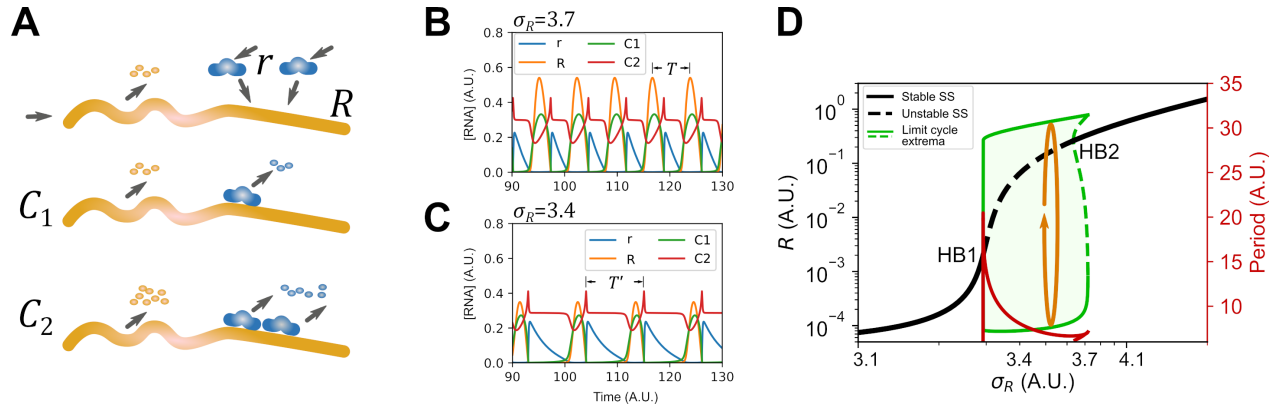 A
r
R
C1
C2
B
σR=3.7
[RNA] (A.U.)
0.8
0.6
0.4
0.2
0.0
r
R
C1
C2
T
90 100 110 120 130
C
σR=3.4
[RNA] (A.U.)
0.8
0.6
0.4
0.2
0.0
r
R
C1
C2
T′
90 100 110 120 130
Time (A.U.)
D
R (A.U.)
10^0
10^-1
10^-2
10^-3
10^-4
Stable SS
Unstable SS
Limit cycle
extrema
HB1
HB2
3.1 3.4 3.7 4.1
σR (A.U.)
35
30
25
20
15
10
Period (A.U.)